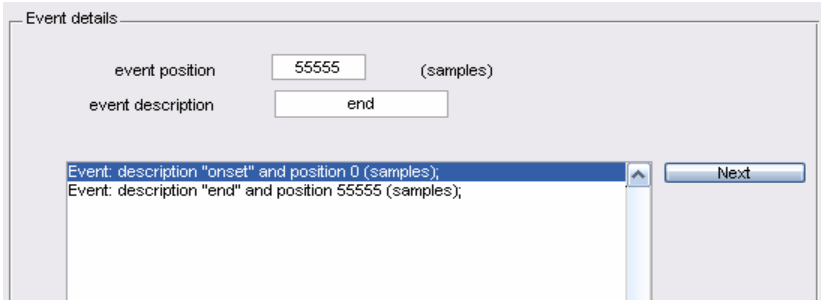 Event details
event position 55555 (samples)
event description end
Event: description "onset" and position 0 (samples); Next
Event: description "end" and position 55555 (samples);